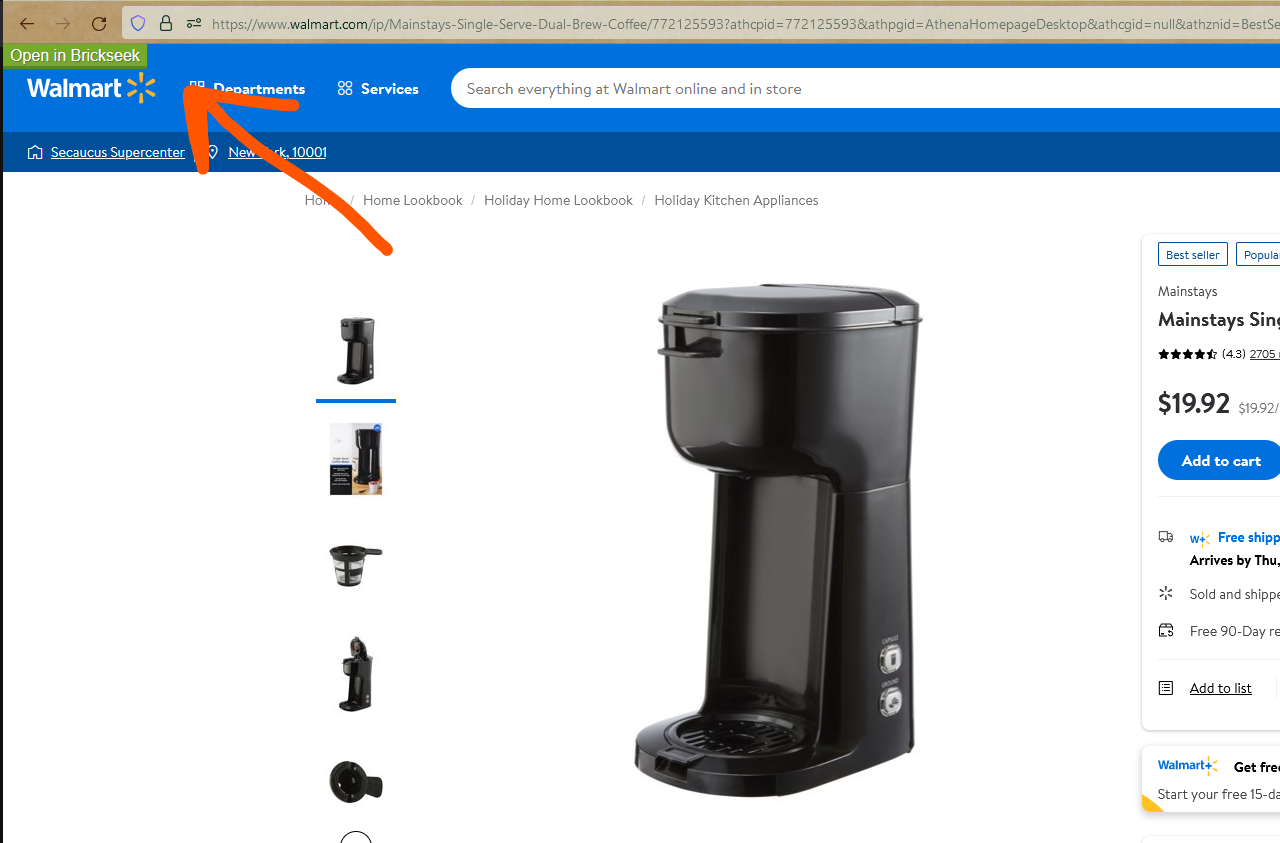 https://www.walmart.com/ip/Mainstays-Single-Serve-Dual-Brew-Coffee/772125593?athcpid=772125593&athpgid=AthenaHomepageDesktop&athcgid=null&athznid=BestSe
Open in Brickseek
Walmart
Departments
Services
Search everything at Walmart online and in store
Secaucus Supercenter
New York, 10001
Home / Home Lookbook / Holiday Home Lookbook / Holiday Kitchen Appliances
Best seller
Popula
Mainstays
Mainstays Sing
(4.3) 2705
$19.92 $19.92/
Add to cart
CAPSULE
GROUND
W+ Free shipp
Arrives by Thu,
Sold and shippe
Free 90-Day re
Add to list
Walmart+ Get free
Start your free 15-da